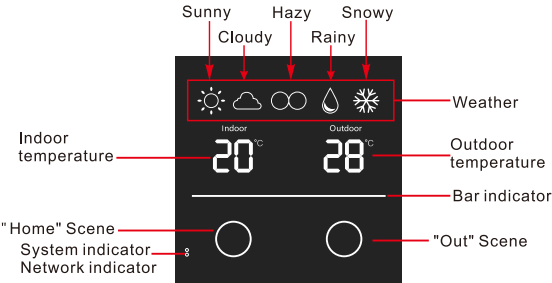 Sunny
Hazy
Snowy
Cloudy
Rainy
Weather
Indoor
Outdoor
Indoor
temperature
20°C
28°C
Outdoor
temperature
Bar indicator
"Home" Scene
"Out" Scene
System indicator
Network indicator